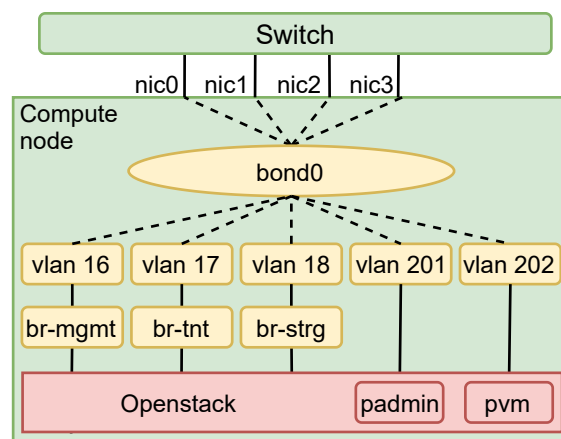 Switch
nic0 nic1 nic2 nic3
Compute
node
bond0
vlan 16 vlan 17 vlan 18 vlan 201 vlan 202
br-mgmt br-tnt br-strg
Openstack padmin pvm